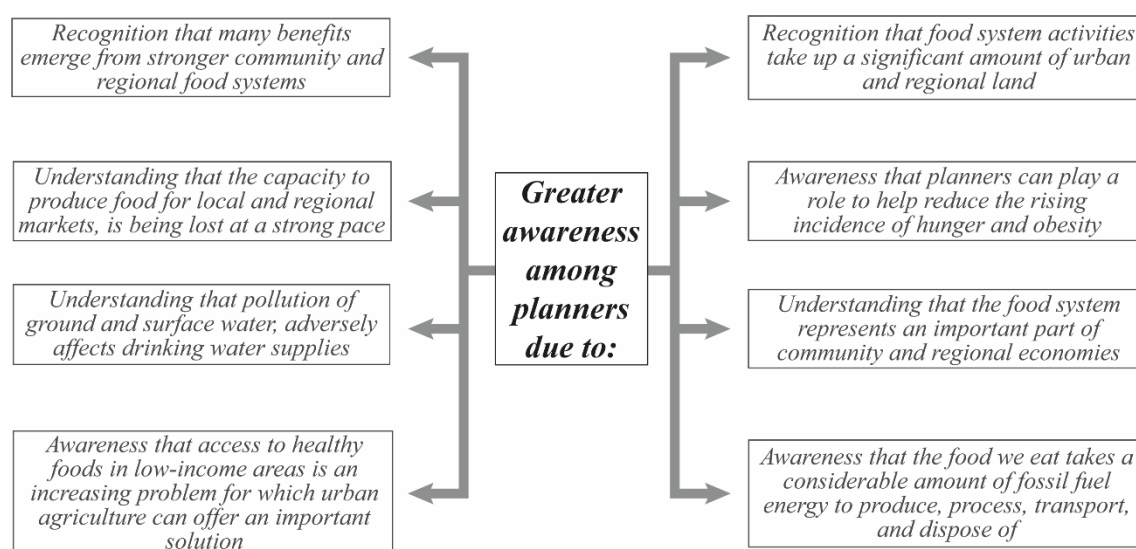 Recognition that many benefits
emerge from stronger community and
regional food systems
Understanding that the capacity to
produce food for local and regional
markets, is being lost at a strong pace
Understanding that pollution of
ground and surface water, adversely
affects drinking water supplies
Awareness that access to healthy
foods in low-income areas is an
increasing problem for which urban
agriculture can offer an important
solution
Greater
awareness
among
planners
due to:
Recognition that food system activities
take up a significant amount of urban
and regional land
Awareness that planners can play a
role to help reduce the rising
incidence of hunger and obesity
Understanding that the food system
represents an important part of
community and regional economies
Awareness that the food we eat takes a
considerable amount of fossil fuel
energy to produce, process, transport,
and dispose of